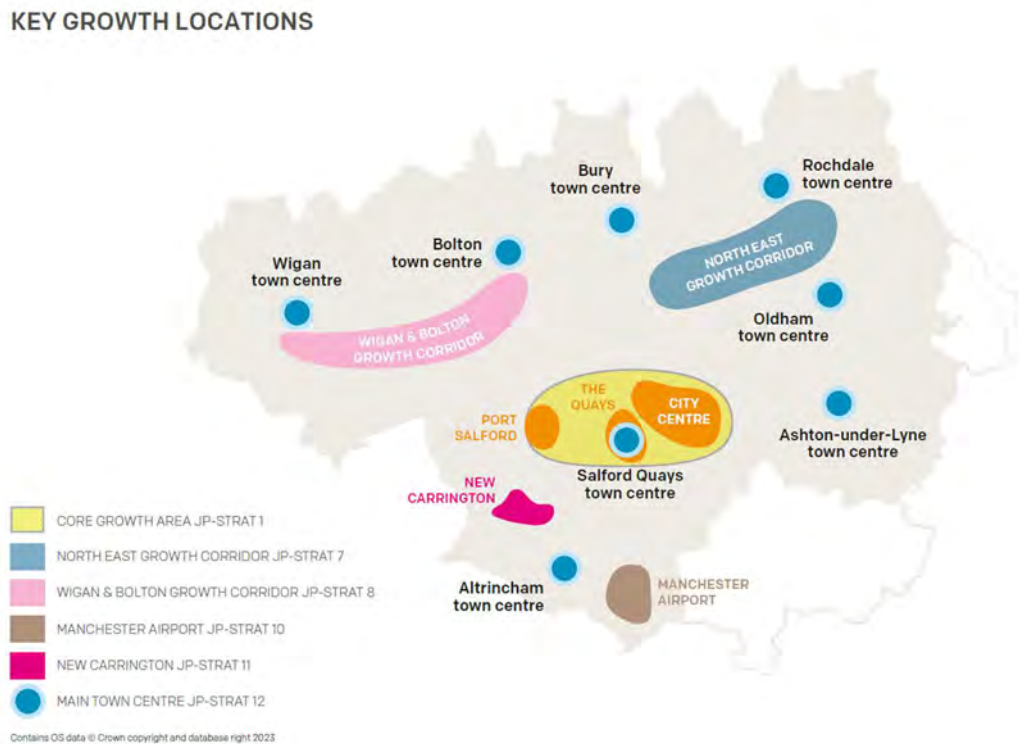 KEY GROWTH LOCATIONS
Rochdale
town centre
Bury
town centre
Bolton
town centre
Wigan
town centre
NORTH EAST
GROWTH CORRIDOR
Oldham
town centre
WIGAN & BOLTON
GROWTH CORRIDOR
THE
QUAYS
CITY
CENTRE
PORT
SALFORD
Ashton-under-Lyne
town centre
Salford Quays
town centre
NEW
CARRINGTON
Altrincham
town centre
MANCHESTER
AIRPORT
CORE GROWTH AREA JP-STRAT 1
NORTH EAST GROWTH CORRIDOR JP-STRAT 7
WIGAN & BOLTON GROWTH CORRIDOR JP-STRAT 8
MANCHESTER AIRPORT JP-STRAT 10
NEW CARRINGTON JP-STRAT 11
MAIN TOWN CENTRE JP-STRAT 12
Contains OS data © Crown copyright and database right 2023